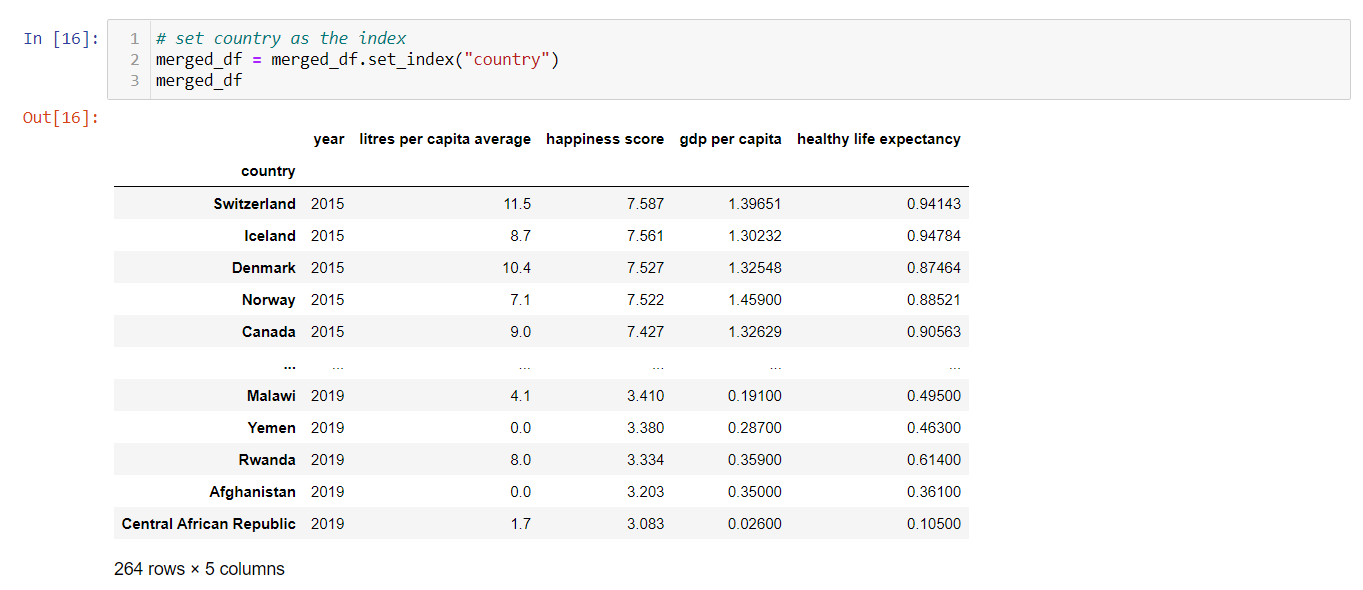 In [16]:
1 # set country as the index
2 merged_df = merged_df.set_index("country")
3 merged_df
Out[16]:
year litres per capita average happiness score gdp per capita healthy life expectancy
country
Switzerland 2015 11.5 7.587 1.39651 0.94143
Iceland 2015 8.7 7.561 1.30232 0.94784
Denmark 2015 10.4 7.527 1.32548 0.87464
Norway 2015 7.1 7.522 1.45900 0.88521
Canada 2015 9.0 7.427 1.32629 0.90563
... ... ... ... ... ...
Malawi 2019 4.1 3.410 0.19100 0.49500
Yemen 2019 0.0 3.380 0.28700 0.46300
Rwanda 2019 8.0 3.334 0.35900 0.61400
Afghanistan 2019 0.0 3.203 0.35000 0.36100
Central African Republic 2019 1.7 3.083 0.02600 0.10500
264 rows × 5 columns